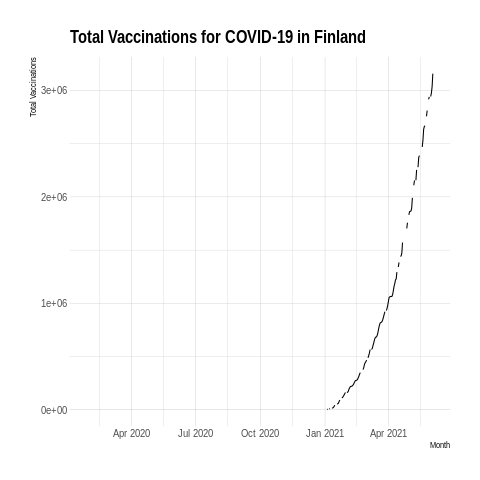 Total Vaccinations for COVID-19 in Finland
Total Vaccinations
3e+06
2e+06
1e+06
0e+00
Apr 2020 Jul 2020 Oct 2020 Jan 2021 Apr 2021
Month